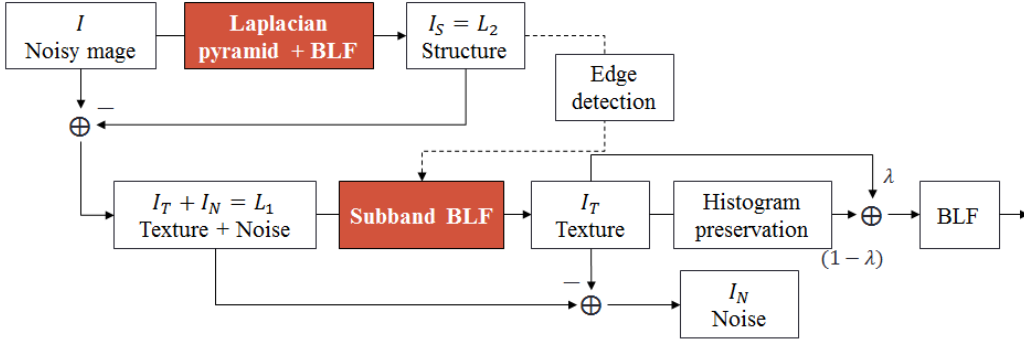 I
Noisy mage
Laplacian
pyramid + BLF
I_S = L_2
Structure
Edge
detection
−
⊕
I_T + I_N = L_1
Texture + Noise
Subband BLF
I_T
Texture
Histogram
preservation
λ
⊕
(1 − λ)
BLF
−
⊕
I_N
Noise